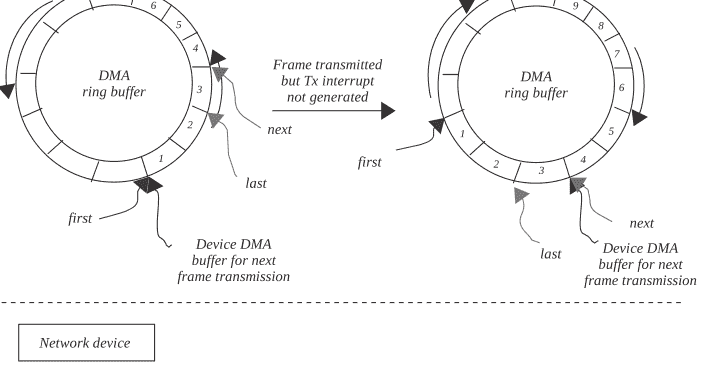 6
5
4
3
2
1
DMA
ring buffer
next
last
first
Device DMA
buffer for next
frame transmission
Frame transmitted
but Tx interrupt
not generated
9
8
7
6
5
4
3
2
1
DMA
ring buffer
first
last
next
Device DMA
buffer for next
frame transmission
Network device